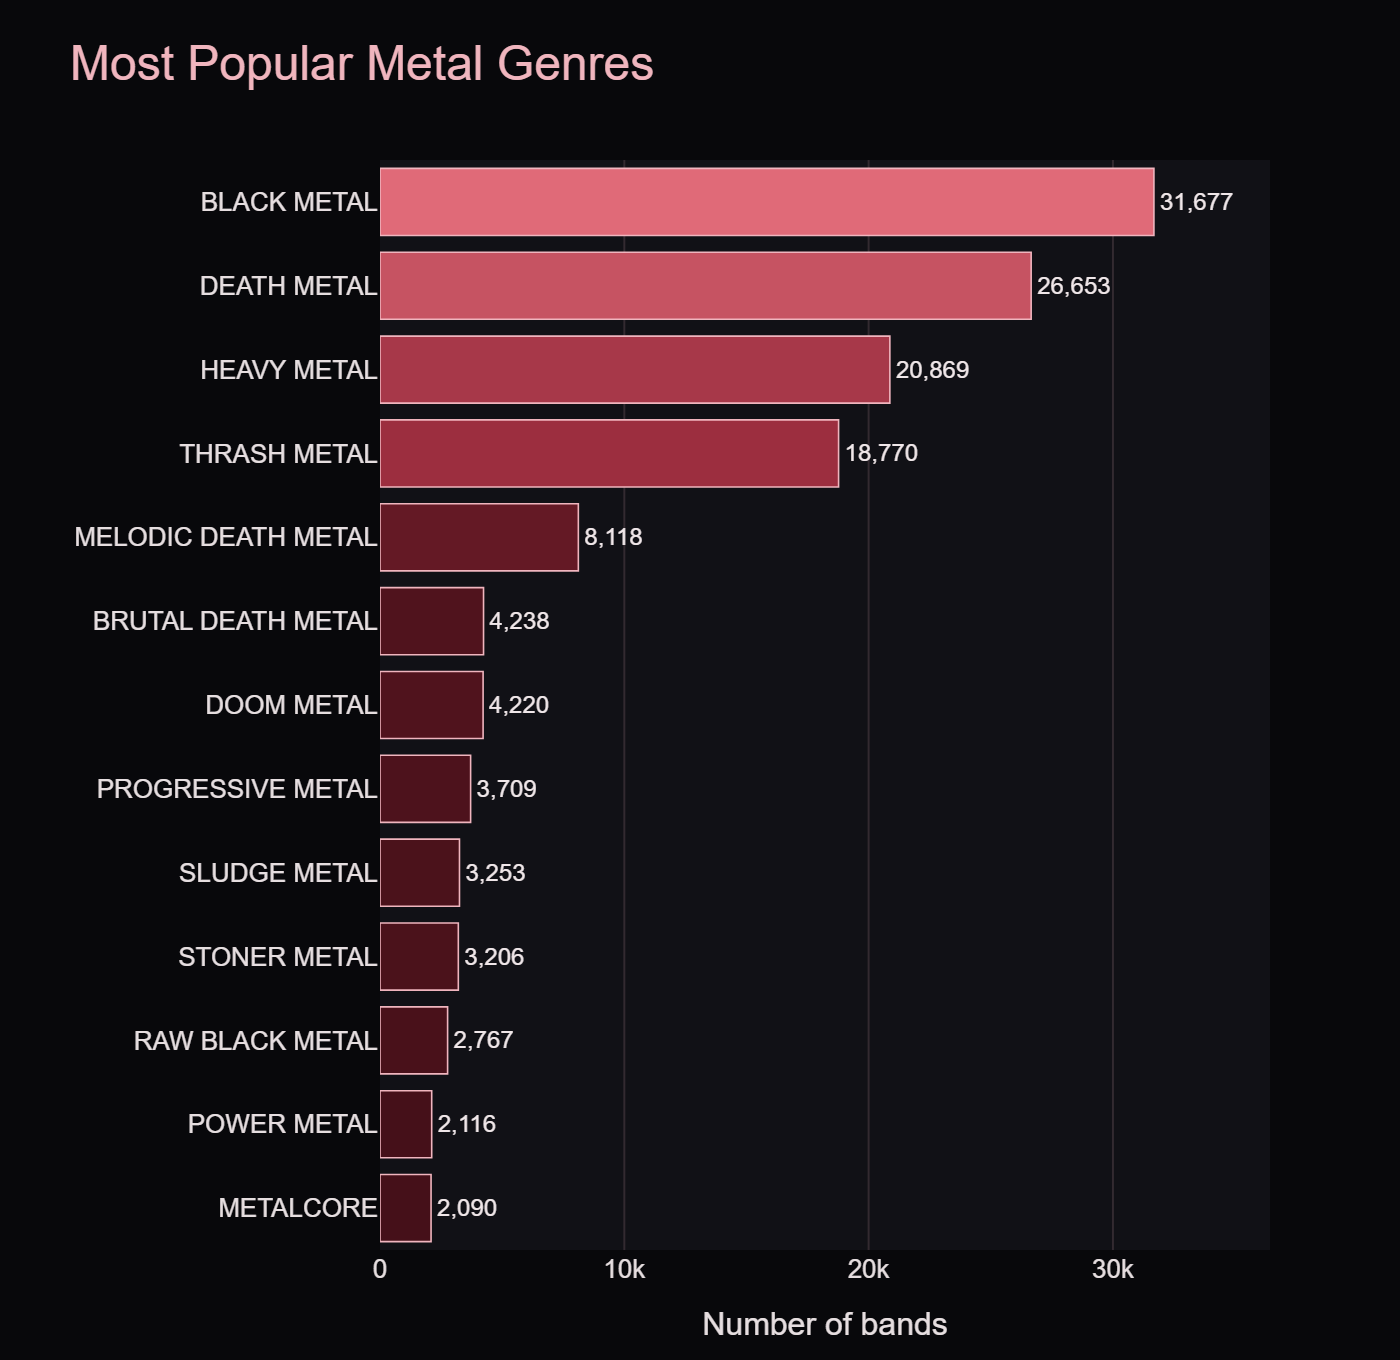 Most Popular Metal Genres
BLACK METAL 31,677
DEATH METAL 26,653
HEAVY METAL 20,869
THRASH METAL 18,770
MELODIC DEATH METAL 8,118
BRUTAL DEATH METAL 4,238
DOOM METAL 4,220
PROGRESSIVE METAL 3,709
SLUDGE METAL 3,253
STONER METAL 3,206
RAW BLACK METAL 2,767
POWER METAL 2,116
METALCORE 2,090
0 10k 20k 30k
Number of bands